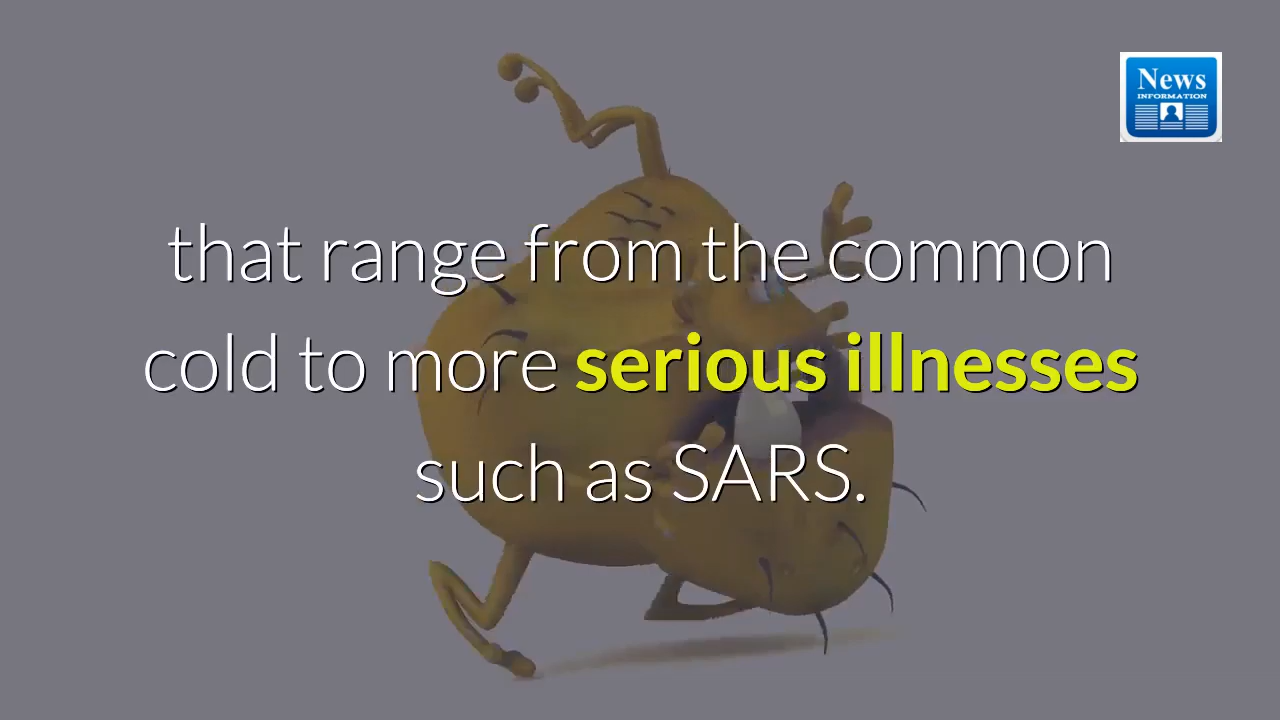 News
INFORMATION
that range from the common
cold to more serious illnesses
such as SARS.